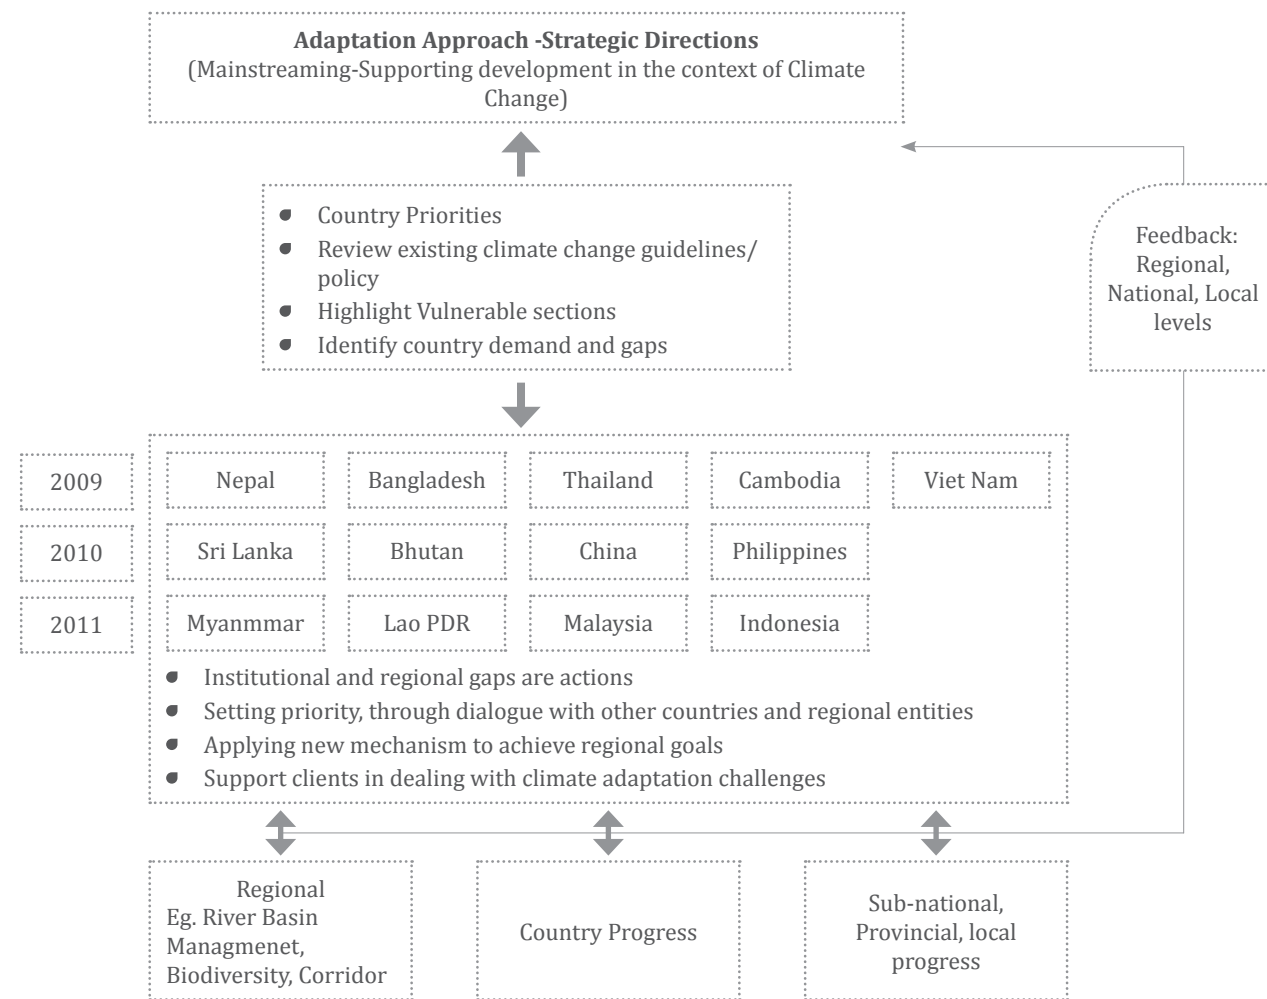 Adaptation Approach -Strategic Directions
(Mainstreaming-Supporting development in the context of Climate
Change)
Country Priorities
Review existing climate change guidelines/
policy
Highlight Vulnerable sections
Identify country demand and gaps
Feedback:
Regional,
National, Local
levels
2009
Nepal
Bangladesh
Thailand
Cambodia
Viet Nam
2010
Sri Lanka
Bhutan
China
Philippines
2011
Myanmmar
Lao PDR
Malaysia
Indonesia
Institutional and regional gaps are actions
Setting priority, through dialogue with other countries and regional entities
Applying new mechanism to achieve regional goals
Support clients in dealing with climate adaptation challenges
Regional
Eg. River Basin
Managmenet,
Biodiversity, Corridor
Country Progress
Sub-national,
Provincial, local
progress